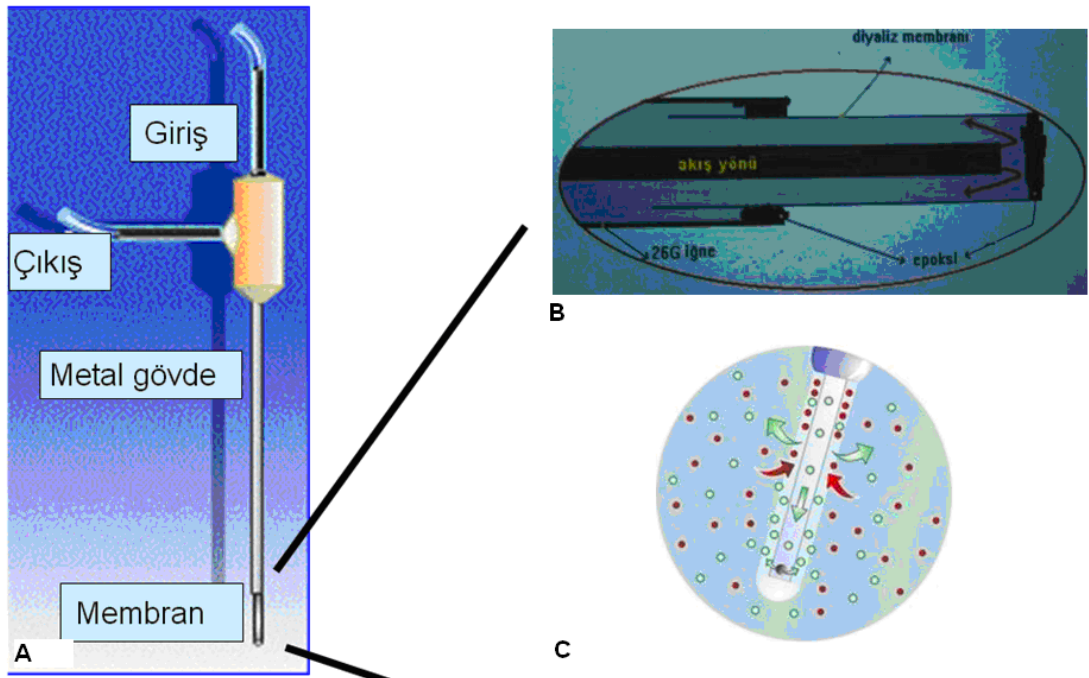 Giriş
Çıkış
Metal gövde
Membran
A
diyaliz membranı
akış yönü
26G iğne
epoksi
B
C